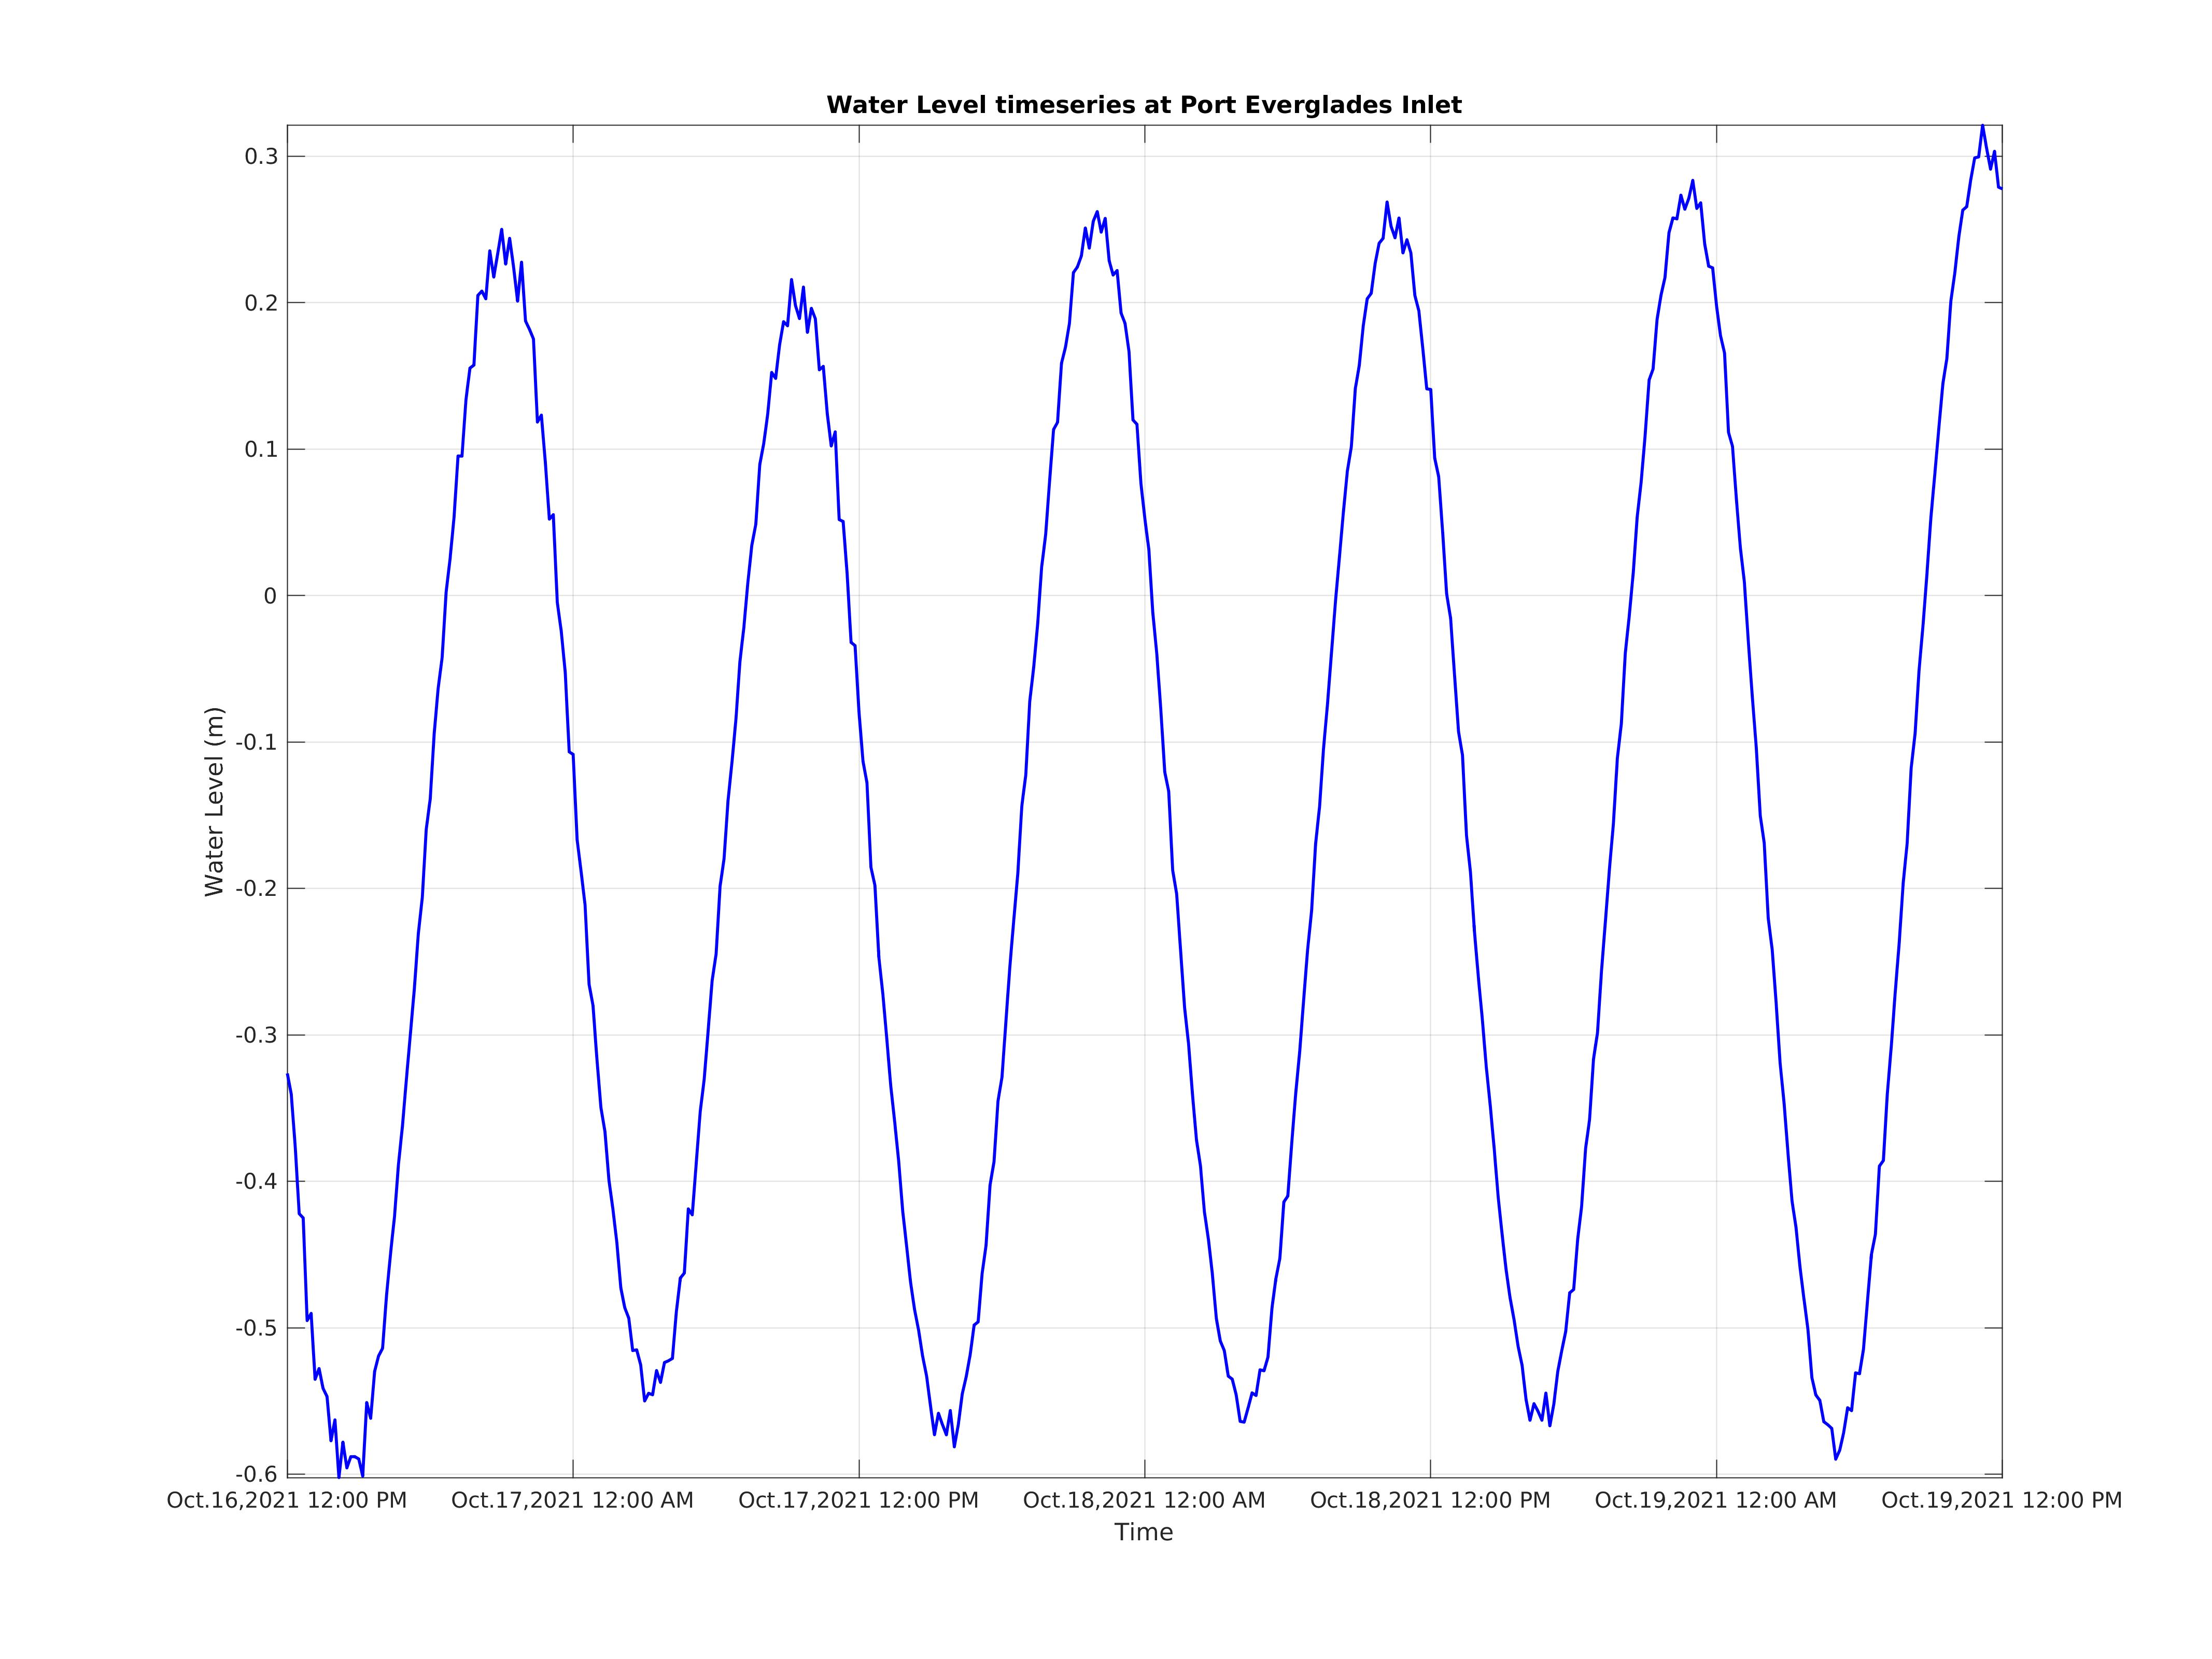 Water Level timeseries at Port Everglades Inlet
0.3
0.2
0.1
0
-0.1
-0.2
-0.3
-0.4
-0.5
-0.6
Water Level (m)
Oct.16,2021 12:00 PM
Oct.17,2021 12:00 AM
Oct.17,2021 12:00 PM
Oct.18,2021 12:00 AM
Oct.18,2021 12:00 PM
Oct.19,2021 12:00 AM
Oct.19,2021 12:00 PM
Time